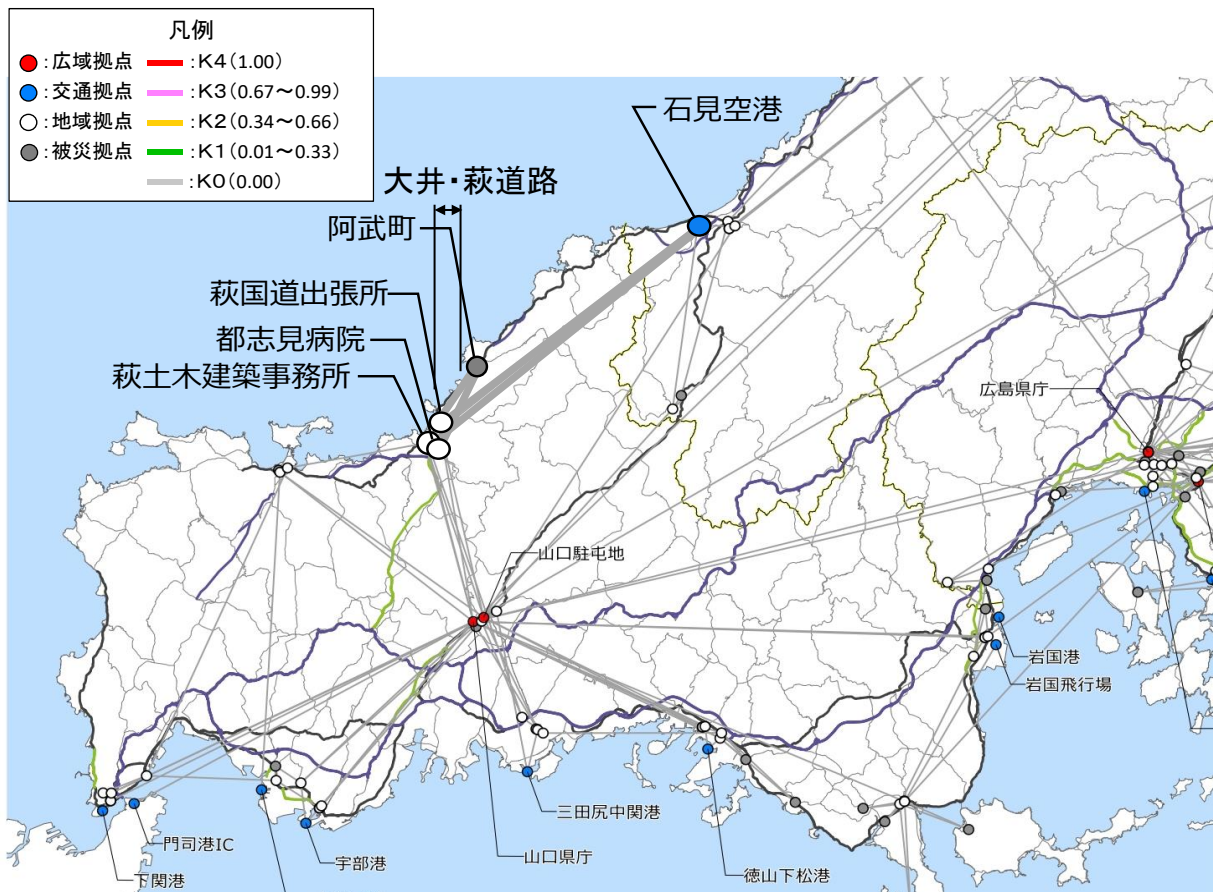 凡例
●:広域拠点 ━:K4(1.00)
●:交通拠点 ━:K3(0.67～0.99)
○:地域拠点 ━:K2(0.34～0.66)
●:被災拠点 ━:K1(0.01～0.33)
━:K0(0.00)
石見空港
大井・萩道路
阿武町
萩国道出張所
都志見病院
萩土木建築事務所
広島県庁
山口駐屯地
岩国港
岩国飛行場
三田尻中関港
門司港IC
山口県庁
宇部港
徳山下松港
下関港